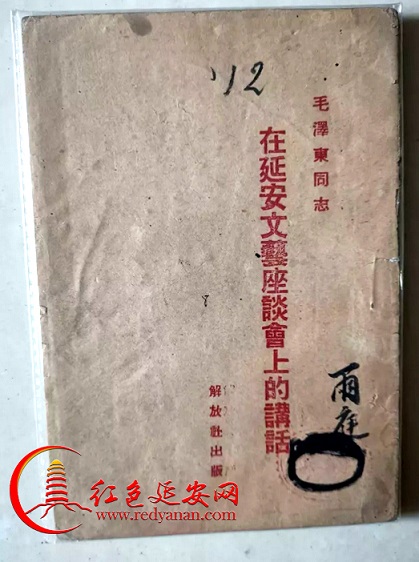 12
毛澤東同志
在延安文藝座談會上的講話
解放社出版
雨庭
红色延安网
www.redyanan.com